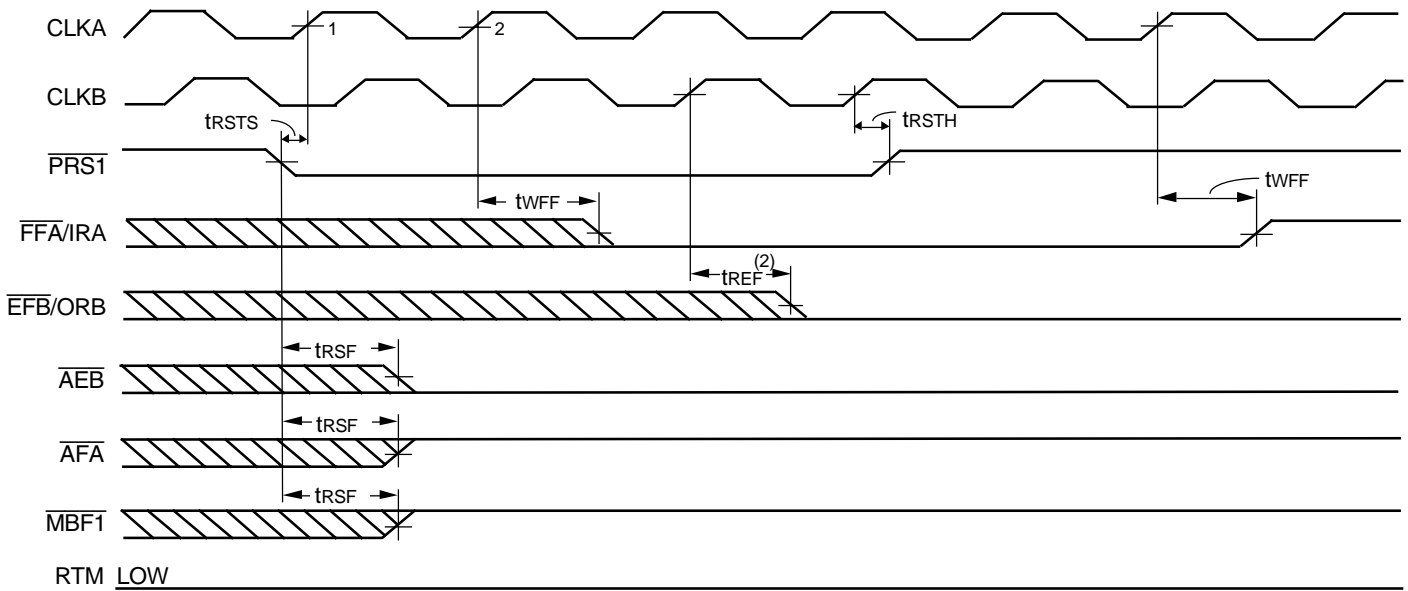 CLKA
1
2
CLKB
tRSTS
tRSTH
PRS1
tWFF
tWFF
FFA/IRA
tREF(2)
EFB/ORB
tRSF
AEB
tRSF
AFA
tRSF
MBF1
RTM LOW